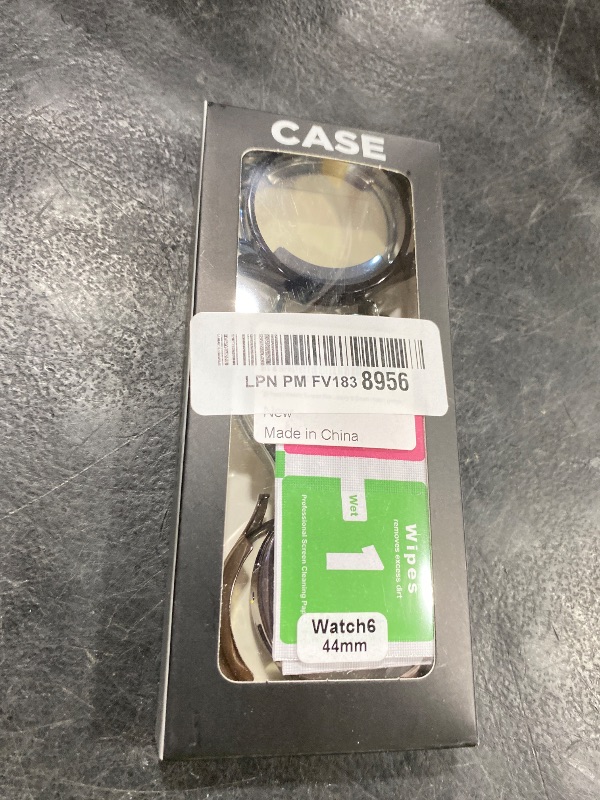 CASE
LPN PM FV183 8956
New
Made in China
Wet
1
Wipes
removes excess dirt
Professional Screen Cleaning
Watch6
44mm